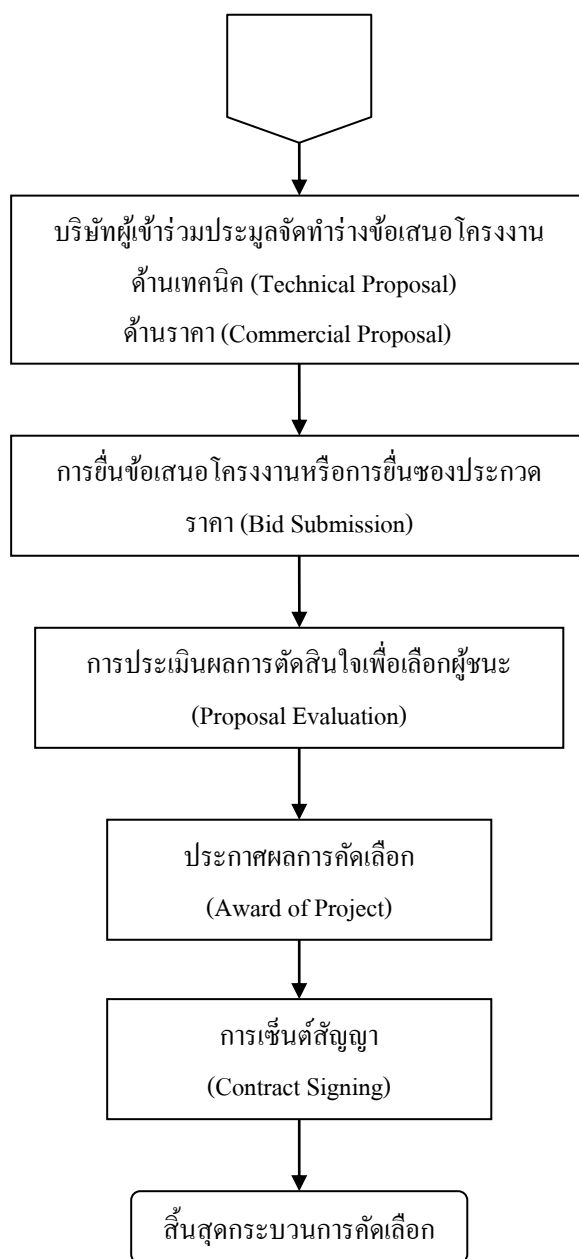 บริษัทผู้เข้าร่วมประมูลจัดทำร่างข้อเสนอโครงงาน
ด้านเทคนิค (Technical Proposal)
ด้านราคา (Commercial Proposal)
การยื่นข้อเสนอโครงงานหรือการยื่นซองประกวด
ราคา (Bid Submission)
การประเมินผลการตัดสินใจเพื่อเลือกผู้ชนะ
(Proposal Evaluation)
ประกาศผลการคัดเลือก
(Award of Project)
การเซ็นต์สัญญา
(Contract Signing)
สิ้นสุดกระบวนการคัดเลือก